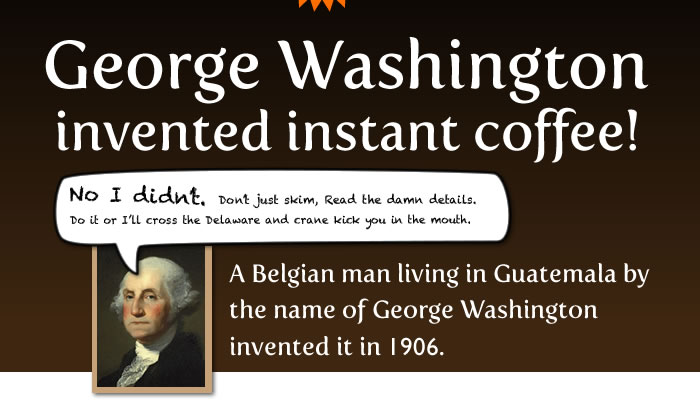 George Washington
invented instant coffee!
No I didn't. Don't just skim, Read the damn details.
Do it or I'll cross the Delaware and crane kick you in the mouth.
A Belgian man living in Guatemala by
the name of George Washington
invented it in 1906.